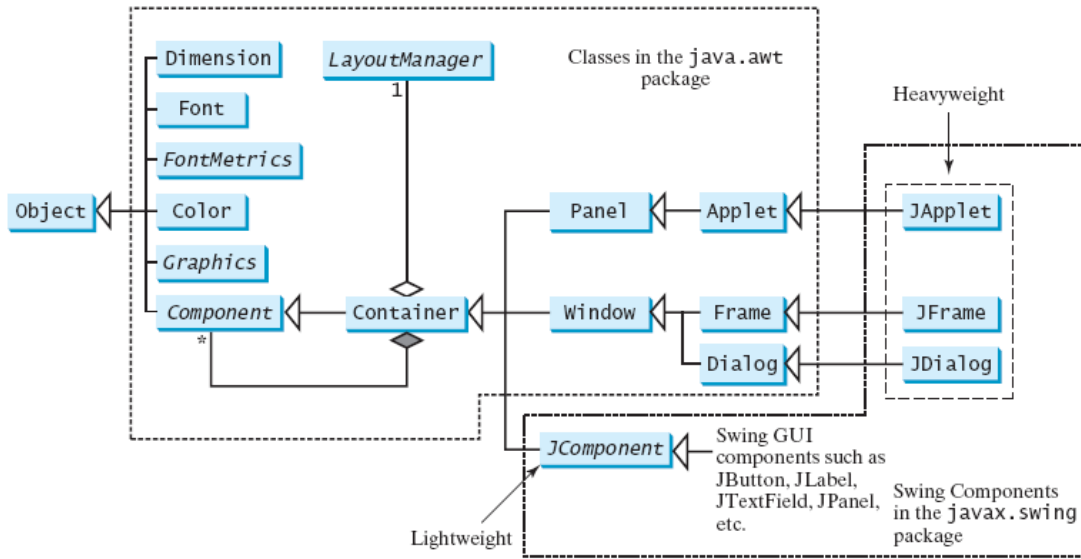 Dimension
LayoutManager
1
Classes in the java.awt
package
Heavyweight
Font
FontMetrics
Object
Color
Panel
Applet
JApplet
Graphics
Component
*
Container
Window
Frame
JFrame
Dialog
JDialog
JComponent
Swing GUI
components such as
JButton, JLabel,
JTextField, JPanel,
etc.
Lightweight
Swing Components
in the javax.swing
package